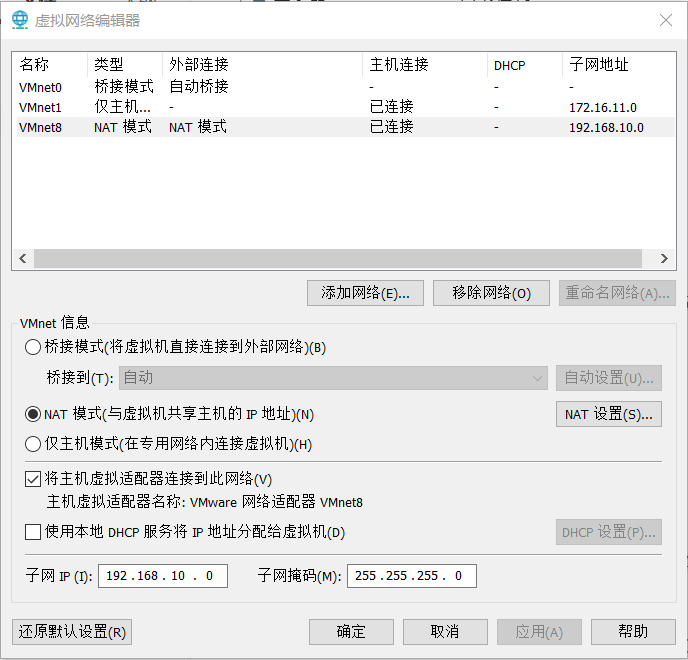 虚拟网络编辑器
名称 类型 外部连接 主机连接 DHCP 子网地址
VMnet0 桥接模式 自动桥接 - - -
VMnet1 仅主机... - 已连接 - 172.16.11.0
VMnet8 NAT 模式 NAT 模式 已连接 - 192.168.10.0
添加网络(E)... 移除网络(O) 重命名网络(A)...
VMnet 信息
桥接模式(将虚拟机直接连接到外部网络)(B)
桥接到(T): 自动 自动设置(U)...
NAT 模式(与虚拟机共享主机的 IP 地址)(N) NAT 设置(S)...
仅主机模式(在专用网络内连接虚拟机)(H)
将主机虚拟适配器连接到此网络(V)
主机虚拟适配器名称: VMware 网络适配器 VMnet8
使用本地 DHCP 服务将 IP 地址分配给虚拟机(D) DHCP 设置(P)...
子网 IP (I): 192.168.10.0 子网掩码(M): 255.255.255.0
还原默认设置(R) 确定 取消 应用(A) 帮助